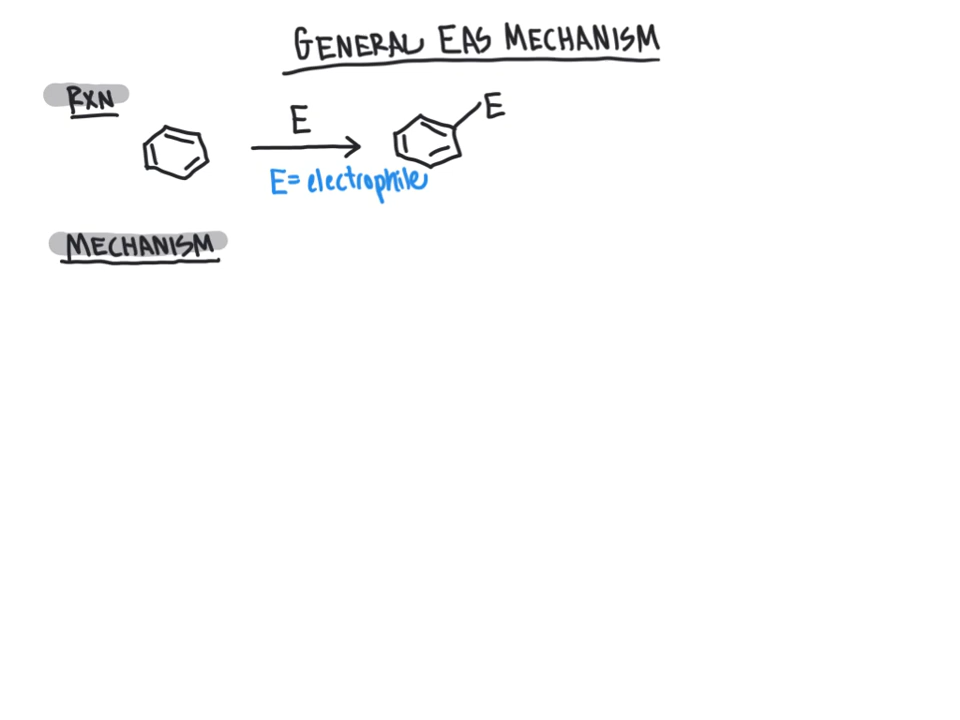 GENERAL EAS MECHANISM
RXN
E
E
E= electrophile
MECHANISM